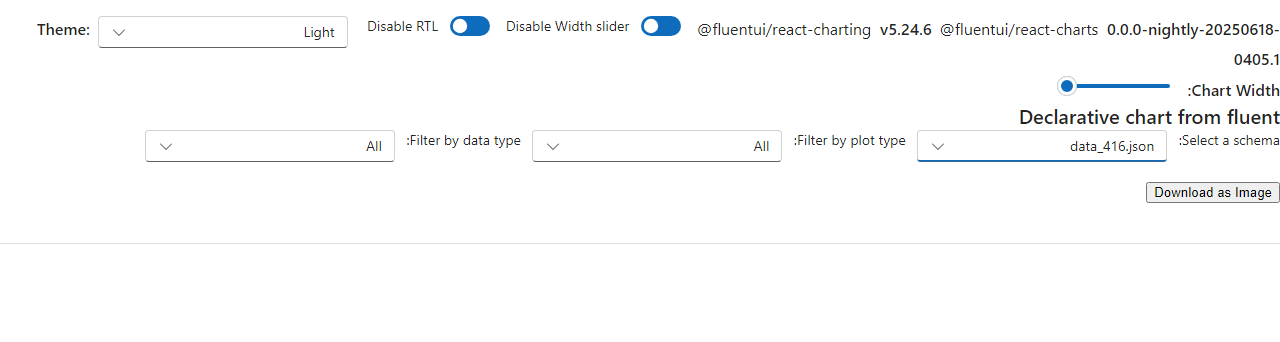 Theme: Light Disable RTL Disable Width slider @fluentui/react-charting v5.24.6 @fluentui/react-charts 0.0.0-nightly-20250618-
0405.1
:Chart Width
Declarative chart from fluent
:Select a schema data_416.json :Filter by plot type All :Filter by data type All
Download as Image